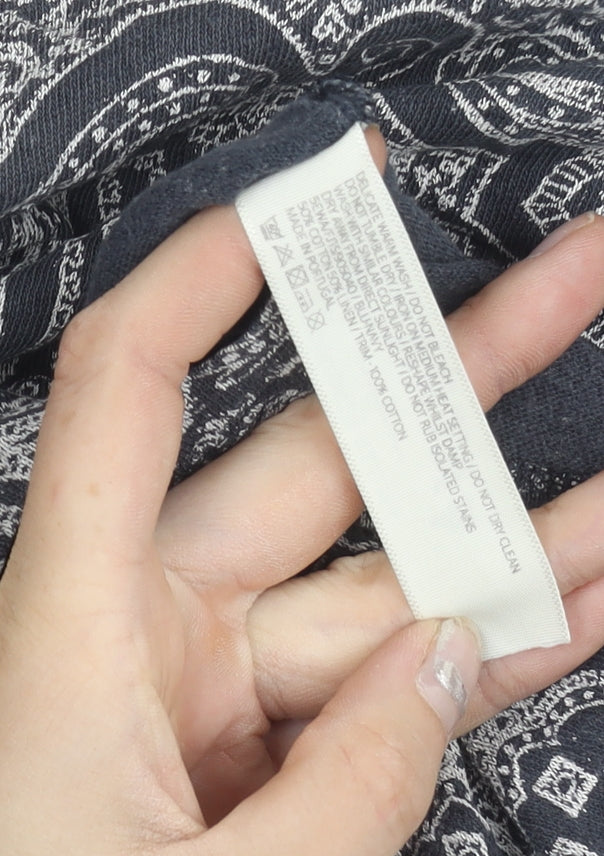 DELICATE WARM WASH / DO NOT BLEACH
DO NOT TUMBLE DRY / IRON ON MEDIUM HEAT SETTING / DO NOT DRY CLEAN
WASH WITH SIMILAR COLOURS / RESHAPE WHILST DAMP
DRY AWAY FROM DIRECT SUNLIGHT / DO NOT RUB ISOLATED STAINS
BLU NAVY
50% COTTON 50% LINEN / TRIM 100% COTTON
MADE IN PORTUGAL